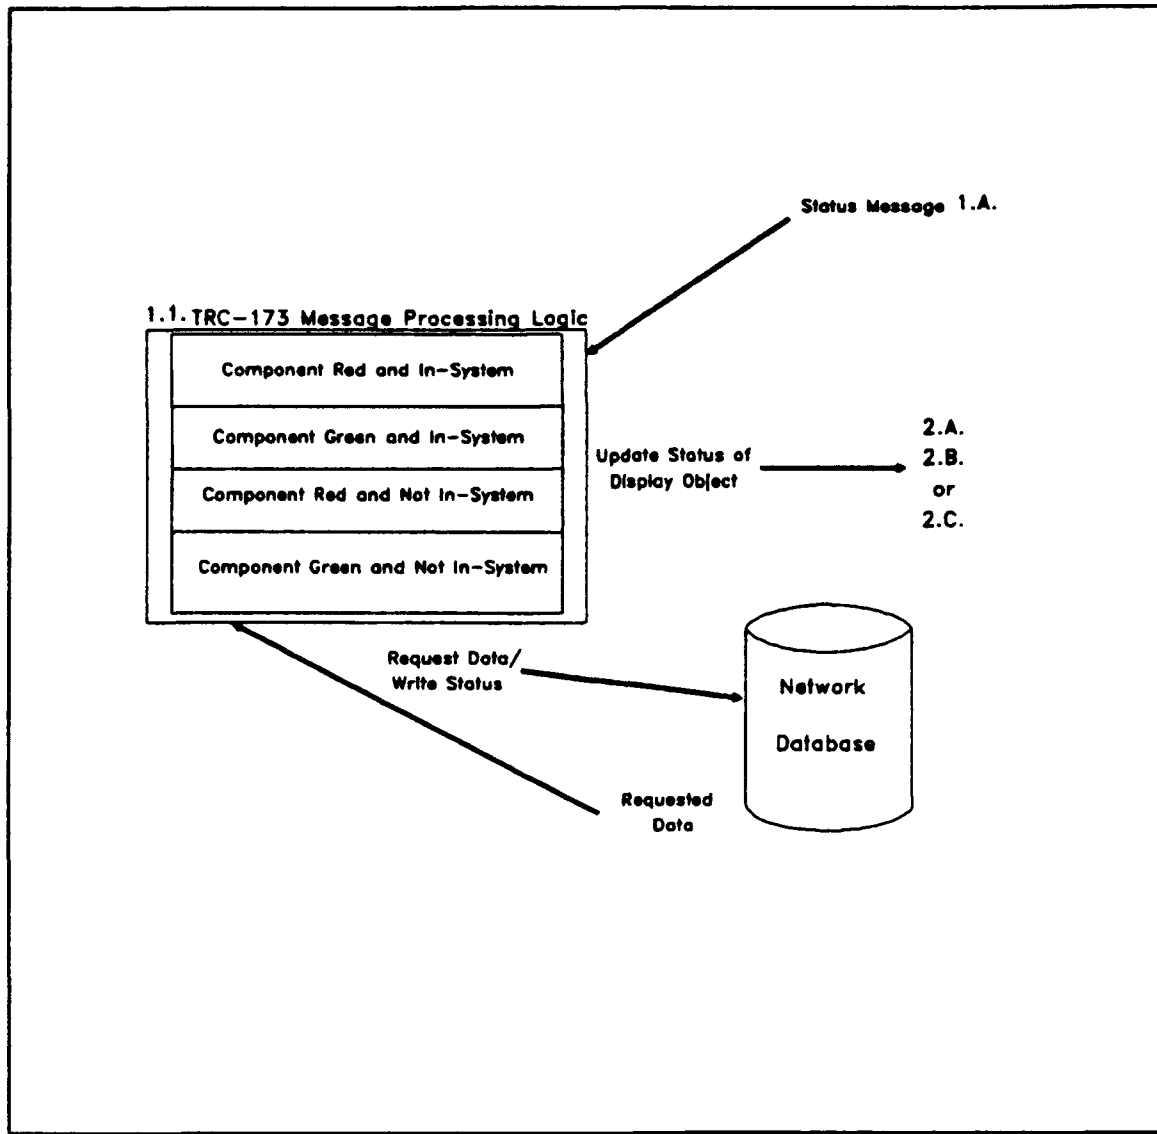 Status Message 1.A.
1.1. TRC-173 Message Processing Logic
Component Red and In-System
Component Green and In-System
Component Red and Not In-System
Component Green and Not In-System
Update Status of
Display Object
2.A.
2.B.
or
2.C.
Request Data/
Write Status
Network
Database
Requested
Data